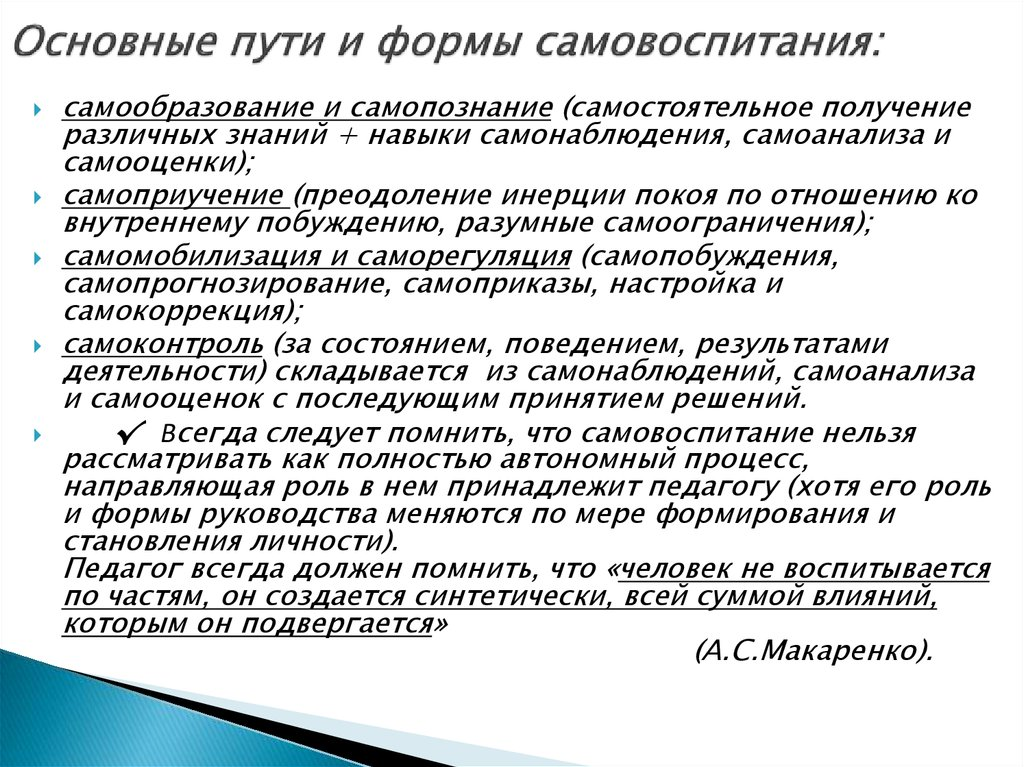 Основные пути и формы самовоспитания:
самообразование и самопознание (самостоятельное получение
различных знаний + навыки самонаблюдения, самоанализа и
самооценки);
самоприучение (преодоление инерции покоя по отношению ко
внутреннему побуждению, разумные самоограничения);
самомобилизация и саморегуляция (самопобуждения,
самопрогнозирование, самоприказы, настройка и
самокоррекция);
самоконтроль (за состоянием, поведением, результатами
деятельности) складывается из самонаблюдений, самоанализа
и самооценок с последующим принятием решений.
✓ Всегда следует помнить, что самовоспитание нельзя
рассматривать как полностью автономный процесс,
направляющая роль в нем принадлежит педагогу (хотя его роль
и формы руководства меняются по мере формирования и
становления личности).
Педагог всегда должен помнить, что «человек не воспитывается
по частям, он создается синтетически, всей суммой влияний,
которым он подвергается»
(А.С.Макаренко).